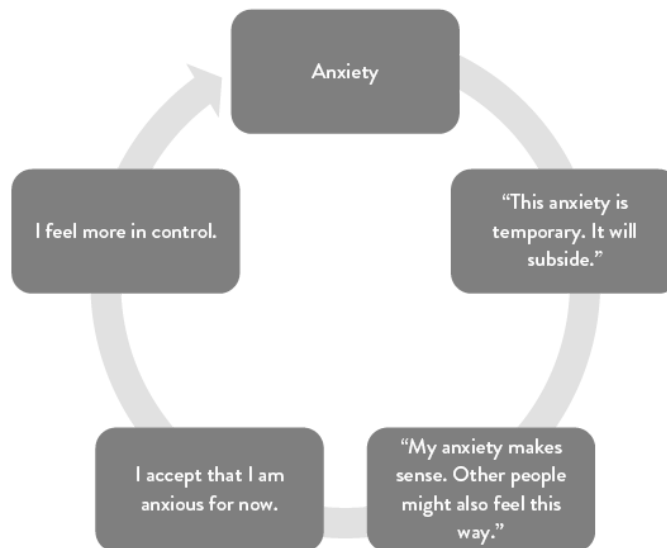 Anxiety
“This anxiety is
temporary. It will
subside.”
“My anxiety makes
sense. Other people
might also feel this
way.”
I accept that I am
anxious for now.
I feel more in control.